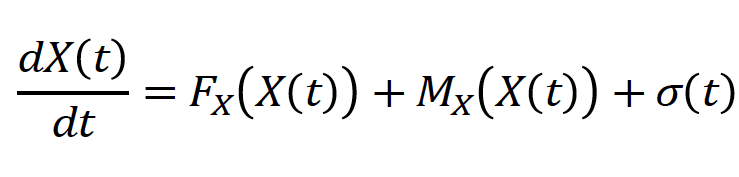 dX(t)/dt = F_X(X(t)) + M_X(X(t)) + σ(t)